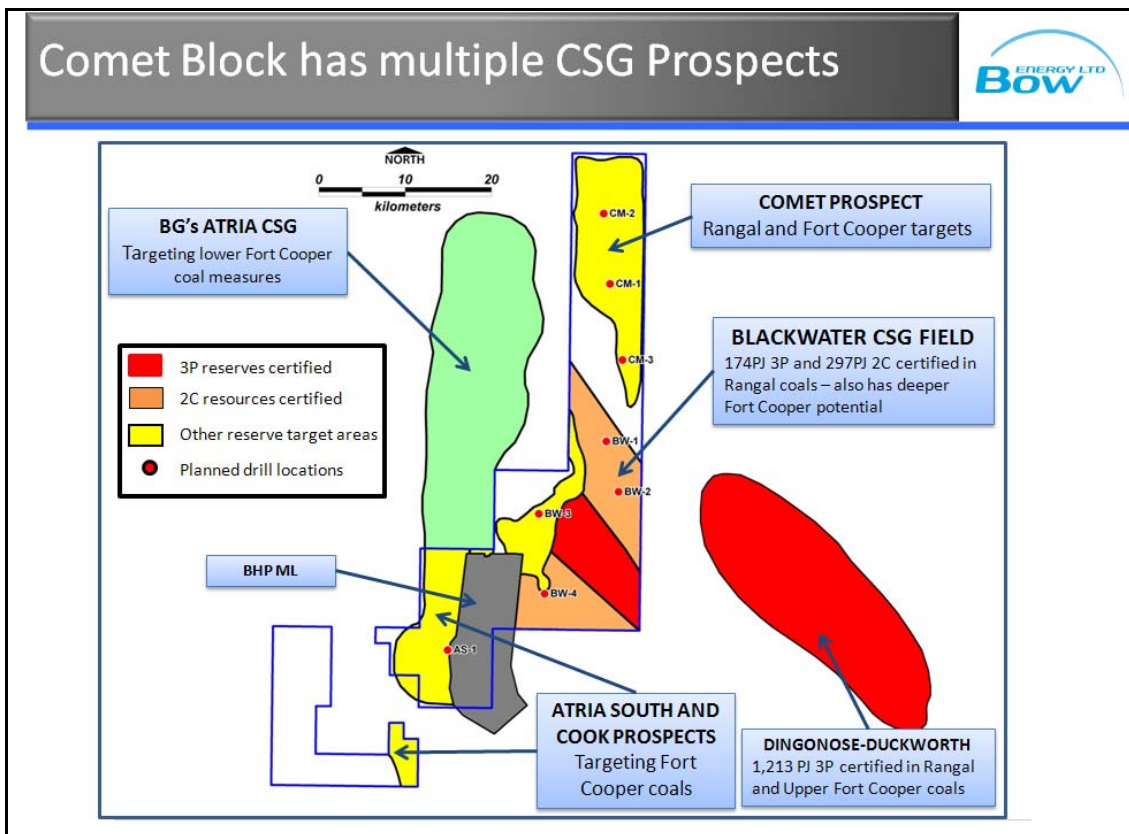 Comet Block has multiple CSG Prospects
BOW ENERGY LTD
NORTH
0 10 20
kilometers
BG's ATRIA CSG
Targeting lower Fort Cooper
coal measures
COMET PROSPECT
Rangal and Fort Cooper targets
CM-2
CM-1
CM-3
BLACKWATER CSG FIELD
174PJ 3P and 297PJ 2C certified in
Rangal coals – also has deeper
Fort Cooper potential
3P reserves certified
2C resources certified
Other reserve target areas
Planned drill locations
BW-1
BW-2
BW-3
BW-4
BHP ML
AS-1
ATRIA SOUTH AND
COOK PROSPECTS
Targeting Fort
Cooper coals
DINGONOSE-DUCKWORTH
1,213 PJ 3P certified in Rangal
and Upper Fort Cooper coals